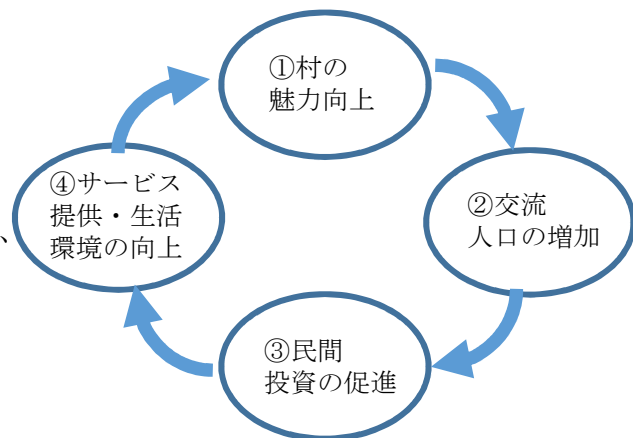 ①村の
魅力向上
②交流
人口の増加
③民間
投資の促進
④サービス
提供・生活
環境の向上
、